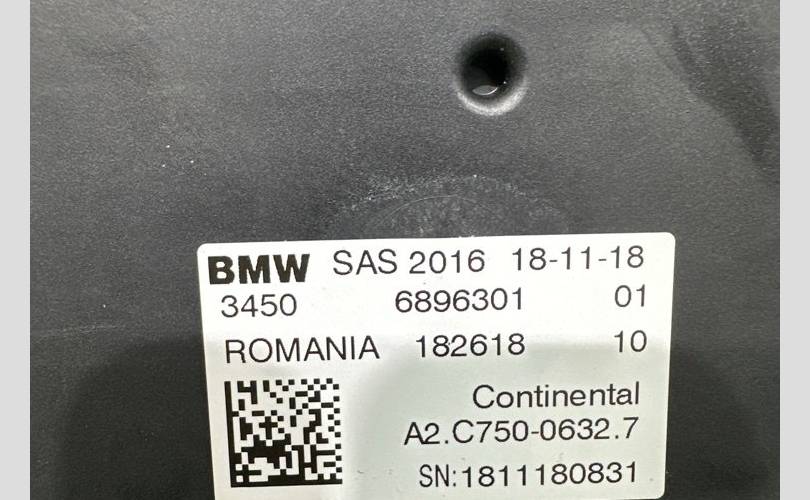 BMW SAS 2016 18-11-18
3450 6896301 01
ROMANIA 182618 10
Continental
A2.C750-0632.7
SN:1811180831